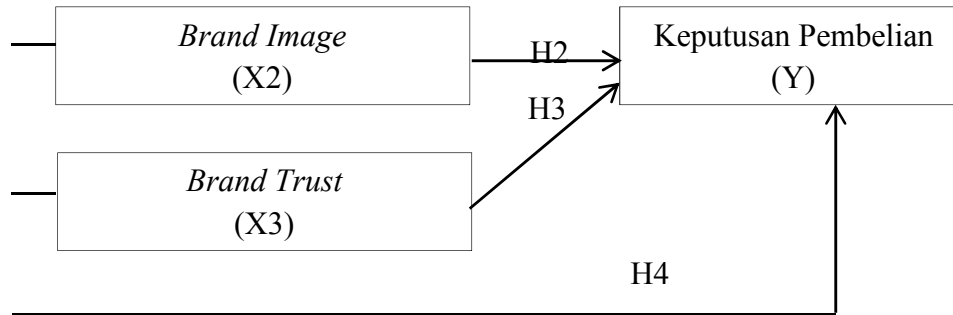 Brand Image
(X2)
H2
Keputusan Pembelian
(Y)
H3
Brand Trust
(X3)
H4